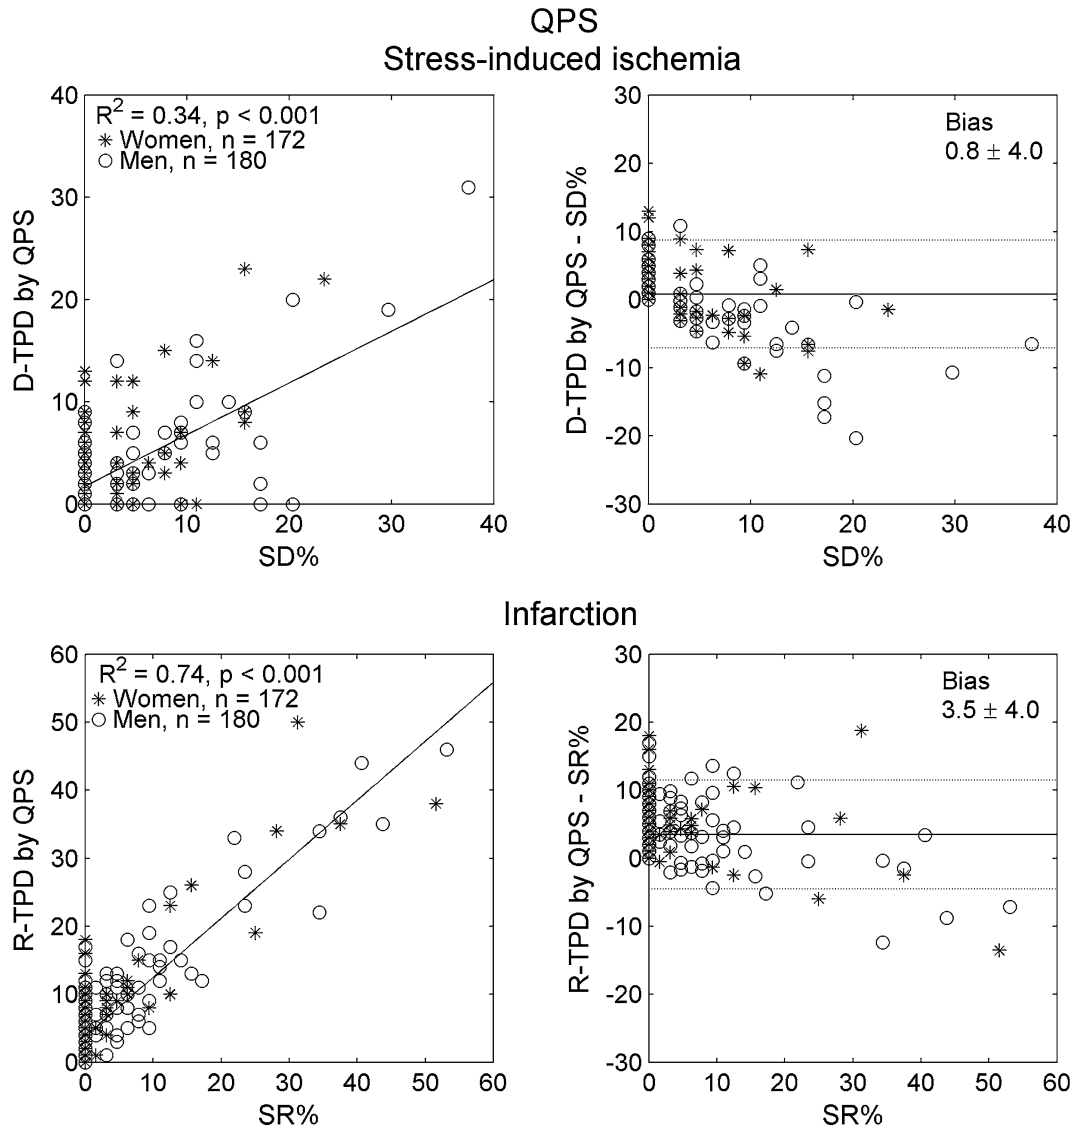 QPS
Stress-induced ischemia
R² = 0.34, p < 0.001
Women, n = 172
Men, n = 180
40
30
20
10
0
0 10 20 30 40
D-TPD by QPS
SD%
Bias
0.8 ± 4.0
30
20
10
0
-10
-20
-30
0 10 20 30 40
D-TPD by QPS - SD%
SD%
Infarction
R² = 0.74, p < 0.001
Women, n = 172
Men, n = 180
60
50
40
30
20
10
0
0 10 20 30 40 50 60
R-TPD by QPS
SR%
Bias
3.5 ± 4.0
30
20
10
0
-10
-20
-30
0 10 20 30 40 50 60
R-TPD by QPS - SR%
SR%